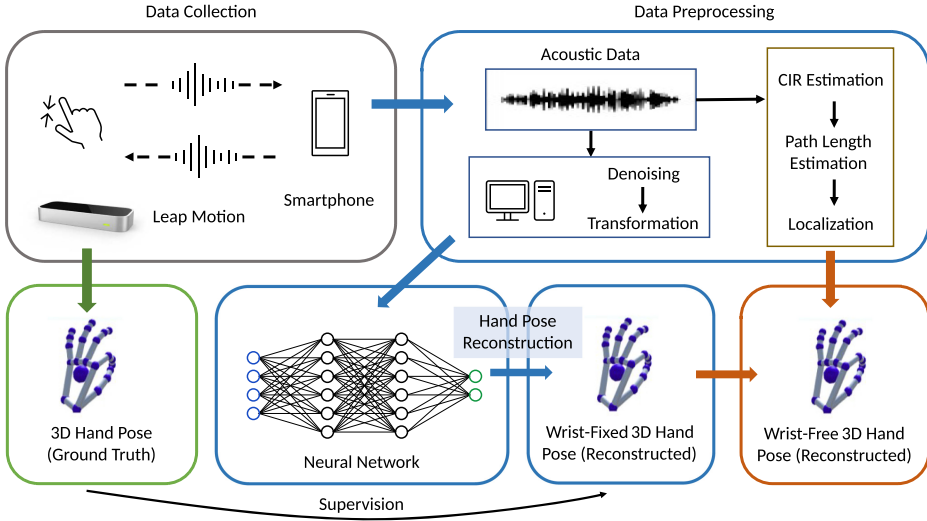 Data Collection
Data Preprocessing
Smartphone
Leap Motion
Acoustic Data
Denoising
Transformation
CIR Estimation
Path Length
Estimation
Localization
3D Hand Pose
(Ground Truth)
Neural Network
Hand Pose
Reconstruction
Wrist-Fixed 3D Hand
Pose (Reconstructed)
Wrist-Free 3D Hand
Pose (Reconstructed)
Supervision